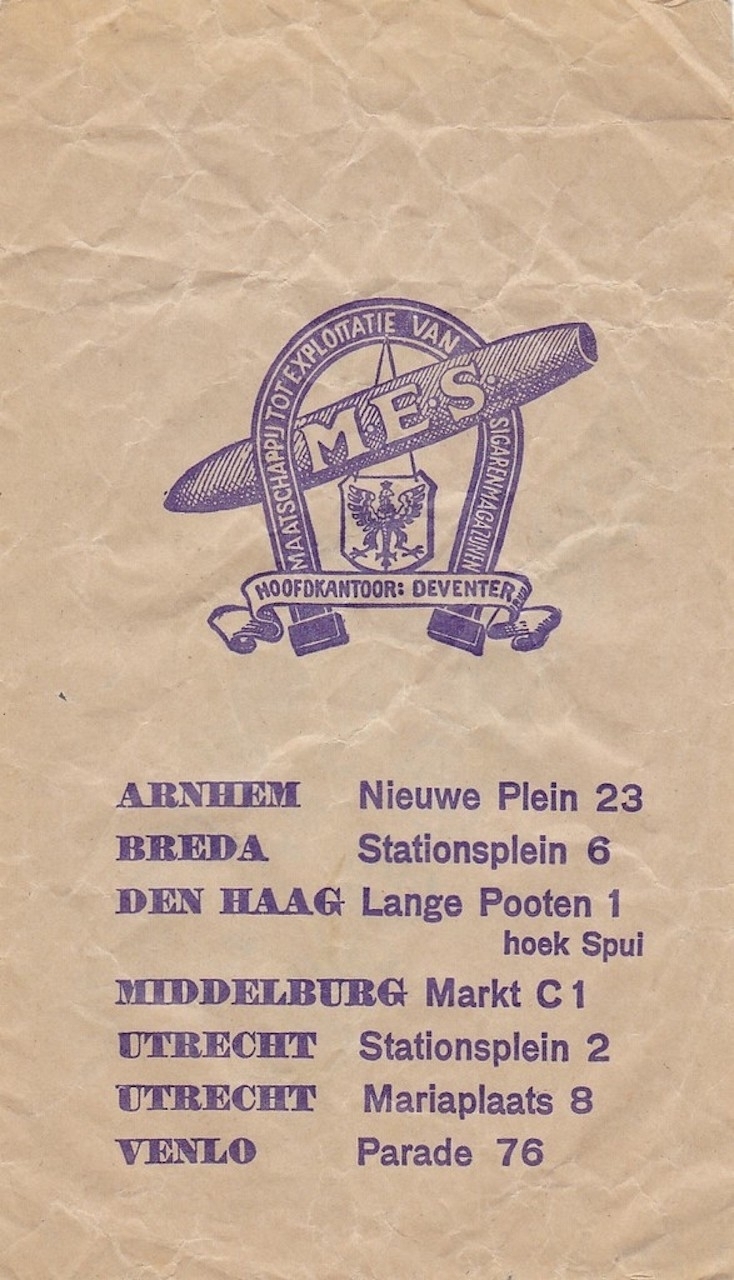 MAATSCHAPPIJ TOT EXPLOITATIE VAN SIGARENMAGAZIJNEN
M.E.S.
HOOFDKANTOOR: DEVENTER
ARNHEM Nieuwe Plein 23
BREDA Stationsplein 6
DEN HAAG Lange Pooten 1
hoek Spui
MIDDELBURG Markt C 1
UTRECHT Stationsplein 2
UTRECHT Mariaplaats 8
VENLO Parade 76